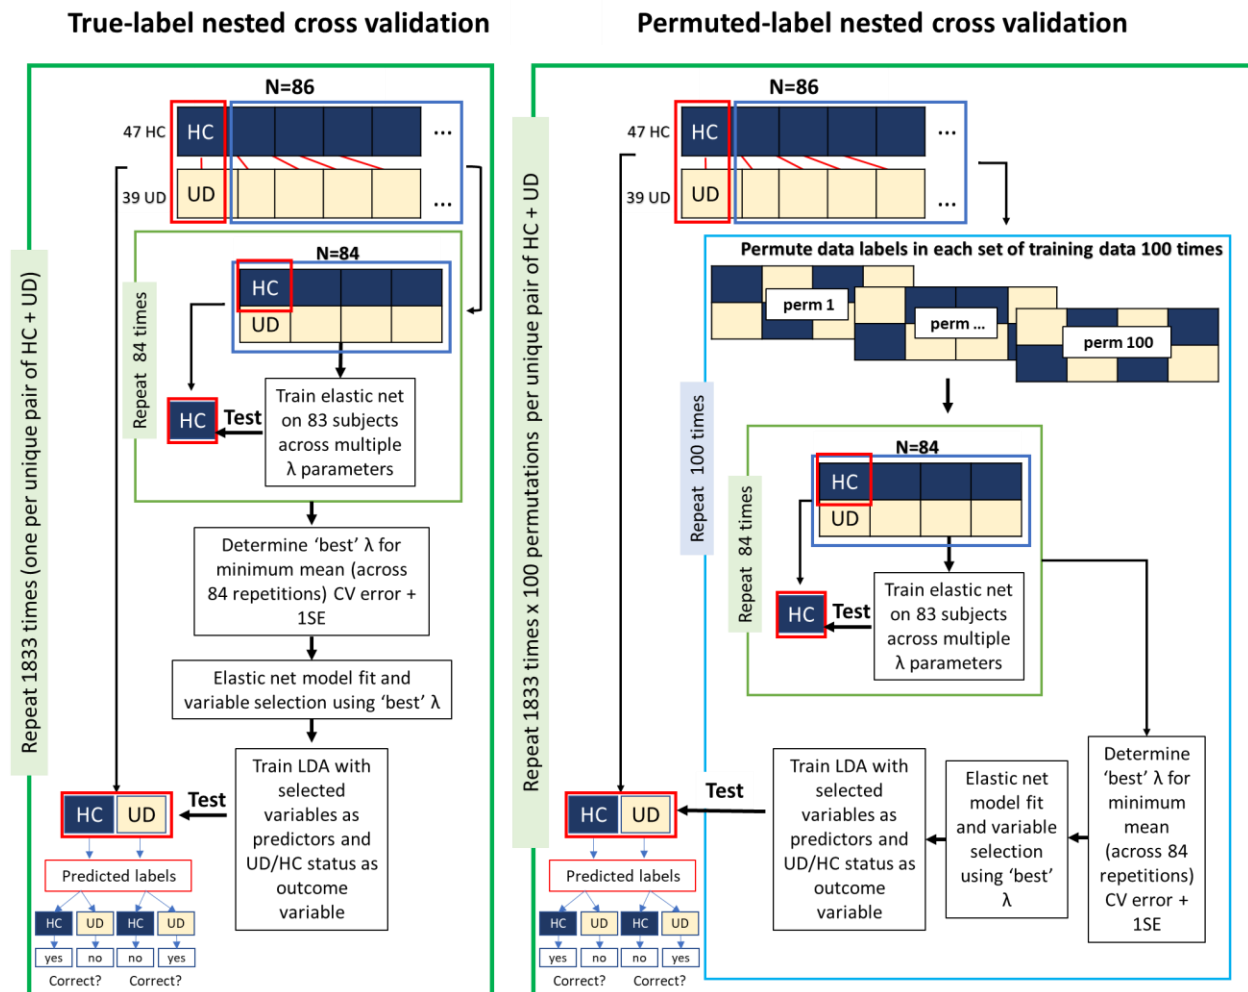 True-label nested cross validation
N=86
47 HC
HC
...
39 UD
UD
...
Repeat 1833 times (one per unique pair of HC + UD)
N=84
Repeat 84 times
HC
UD
HC
Test
Train elastic net
on 83 subjects
across multiple
λ parameters
Determine ‘best’ λ for
minimum mean (across
84 repetitions) CV error +
1SE
Elastic net model fit and
variable selection using ‘best’ λ
Train LDA with
selected
variables as
predictors and
UD/HC status as
outcome
variable
Test
HC
UD
Predicted labels
HC
UD
HC
UD
yes
no
no
yes
Correct?
Correct?
Permuted-label nested cross validation
N=86
47 HC
HC
...
39 UD
UD
...
Repeat 1833 times x 100 permutations per unique pair of HC + UD
Permute data labels in each set of training data 100 times
perm 1
perm ...
perm 100
Repeat 100 times
N=84
Repeat 84 times
HC
UD
HC
Test
Train elastic net
on 83 subjects
across multiple
λ parameters
Determine
‘best’ λ for
minimum
mean
(across 84
repetitions)
CV error +
1SE
Elastic net
model fit
and variable
selection
using ‘best’
λ
Train LDA with
selected
variables as
predictors and
UD/HC status as
outcome
variable
Test
HC
UD
Predicted labels
HC
UD
HC
UD
yes
no
no
yes
Correct?
Correct?